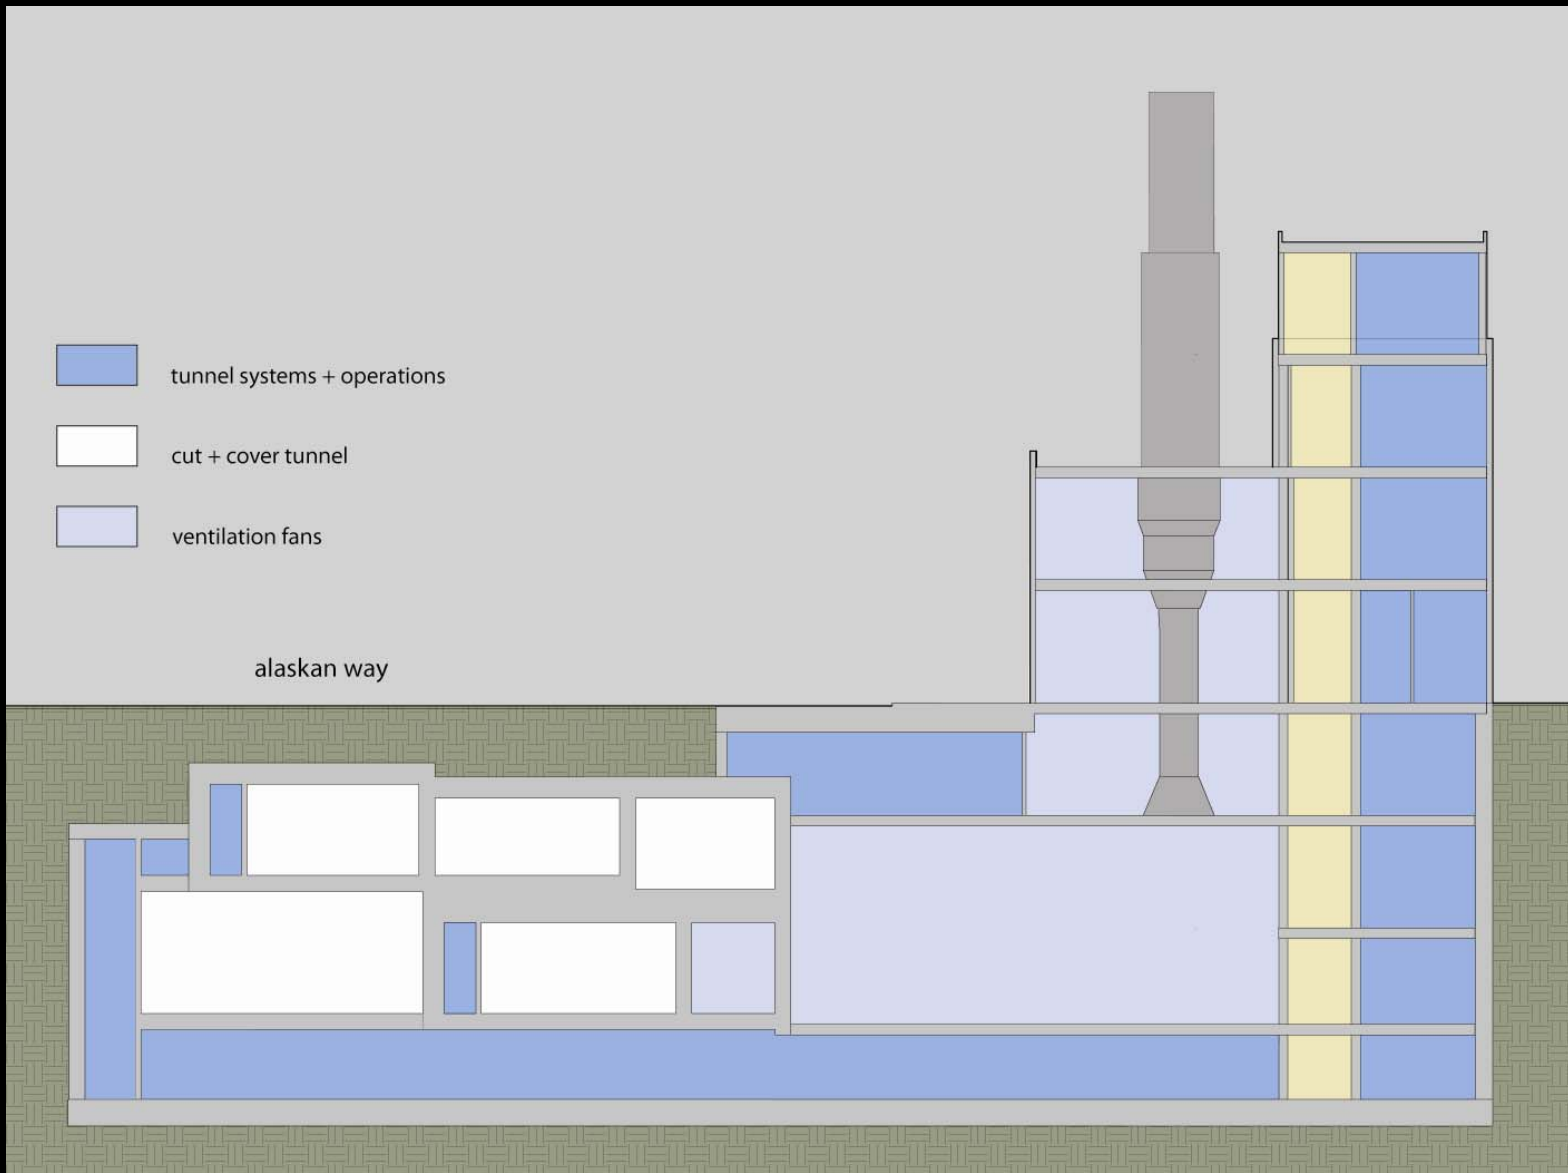 tunnel systems + operations
cut + cover tunnel
ventilation fans
alaskan way